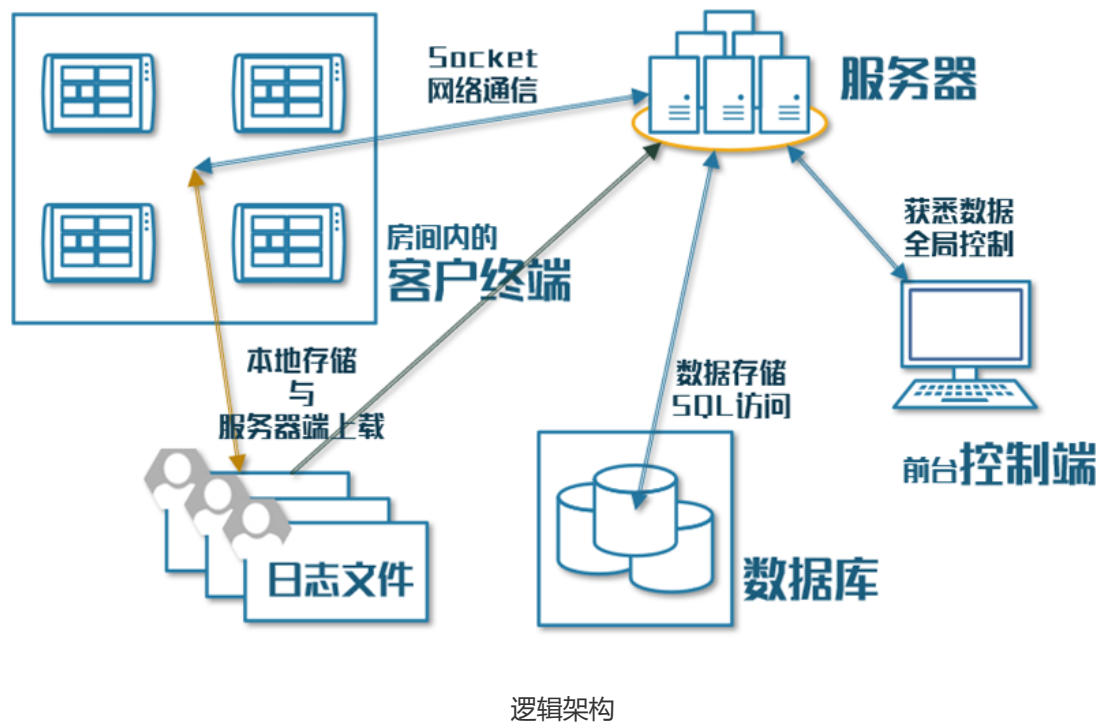 Socket
网络通信
服务器
获悉数据
全局控制
房间内的
客户终端
本地存储
与
服务器端上载
数据存储
SQL访问
前台控制端
日志文件
数据库
逻辑架构